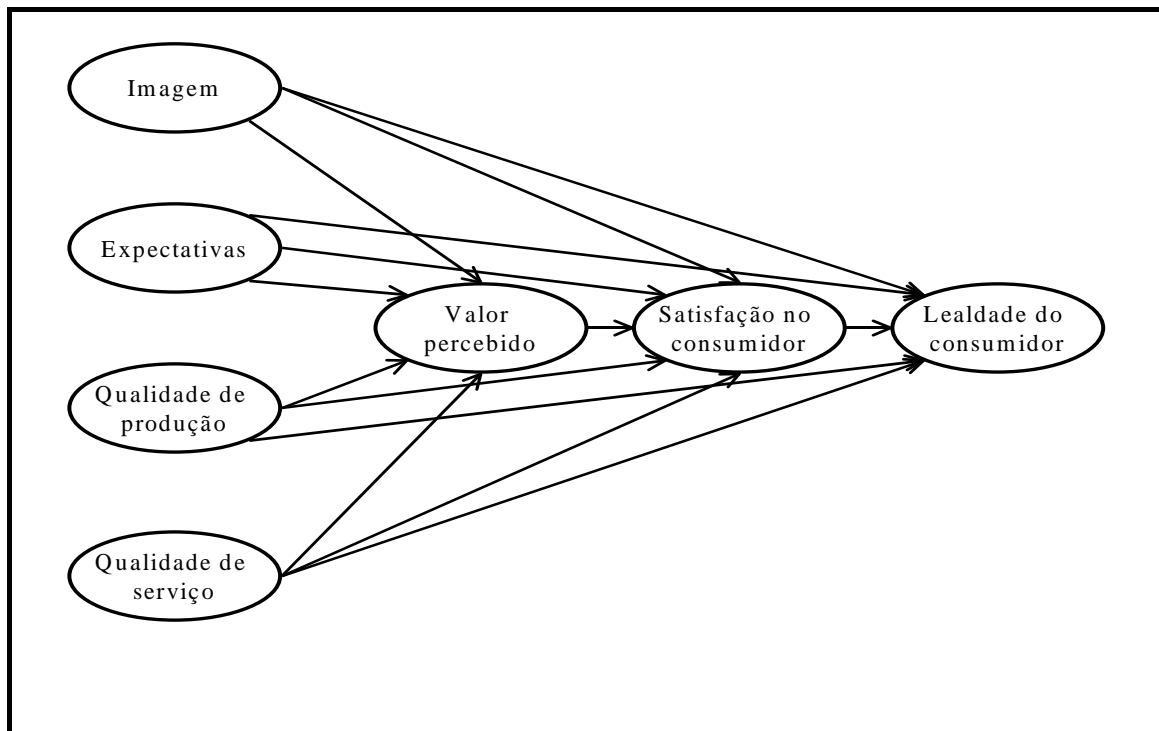 Imagem
Expectativas
Valor
percebido
Satisfação no
consumidor
Lealdade do
consumidor
Qualidade de
produção
Qualidade de
serviço